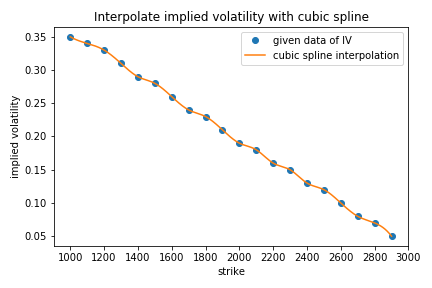 Interpolate implied volatility with cubic spline
given data of IV
cubic spline interpolation
implied volatility
0.35
0.30
0.25
0.20
0.15
0.10
0.05
1000 1200 1400 1600 1800 2000 2200 2400 2600 2800 3000
strike